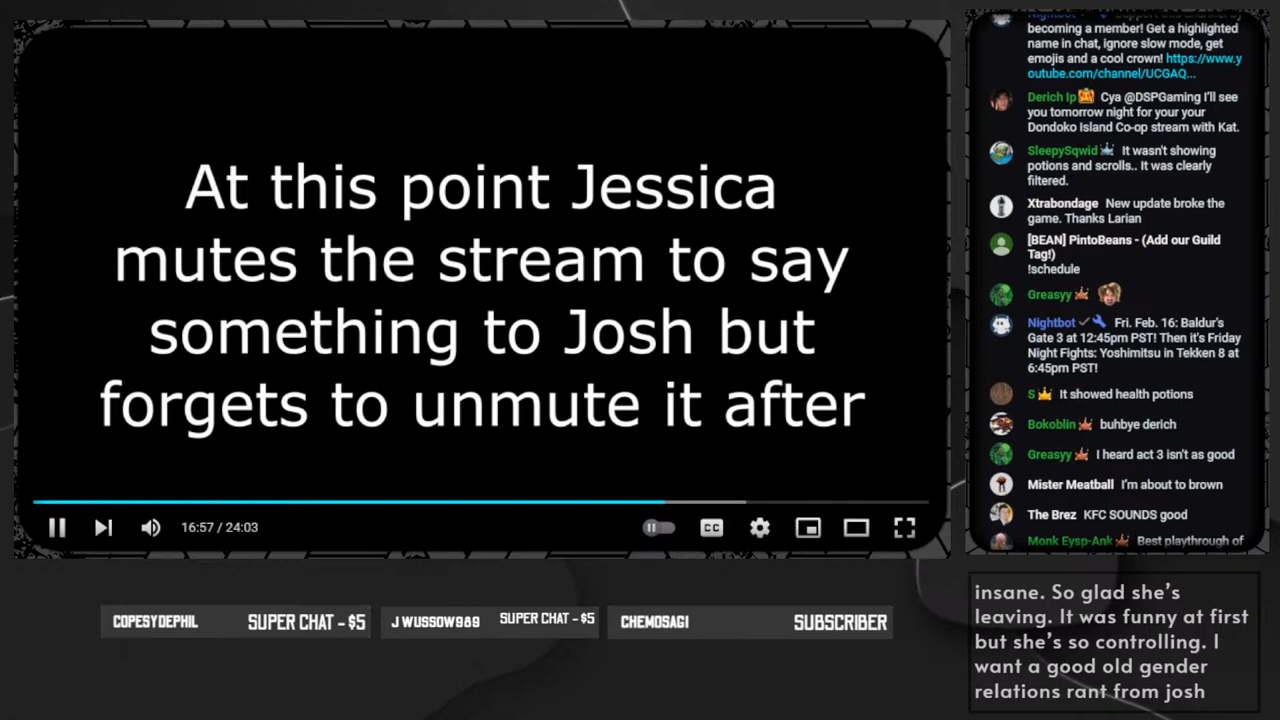 At this point Jessica
mutes the stream to say
something to Josh but
forgets to unmute it after
16:57 / 24:03
CC
COPESYDEPHIL
SUPER CHAT - $5
J WUSSOW989
SUPER CHAT - $5
CHEMOSAGI
SUBSCRIBER
Nightbot Support this channel by
becoming a member! Get a highlighted
name in chat, ignore slow mode, get
emojis and a cool crown! https://www.y
outube.com/channel/UCGAQ...
Derich Ip Cya @DSPGaming I'll see
you tomorrow night for your your
Dondoko Island Co-op stream with Kat.
SleepySqwid It wasn't showing
potions and scrolls.. It was clearly
filtered.
Xtrabondage New update broke the
game. Thanks Larian
[BEAN] PintoBeans - (Add our Guild
Tag!)
!schedule
Greasyy
Nightbot Fri. Feb. 16: Baldur's
Gate 3 at 12:45pm PST! Then it's Friday
Night Fights: Yoshimitsu in Tekken 8 at
6:45pm PST!
S It showed health potions
Bokoblin buhbye derich
Greasyy I heard act 3 isn't as good
Mister Meatball I'm about to brown
The Brez KFC SOUNDS good
Monk Eysp-Ank Best playthrough of
insane. So glad she's
leaving. It was funny at first
but she's so controlling. I
want a good old gender
relations rant from josh